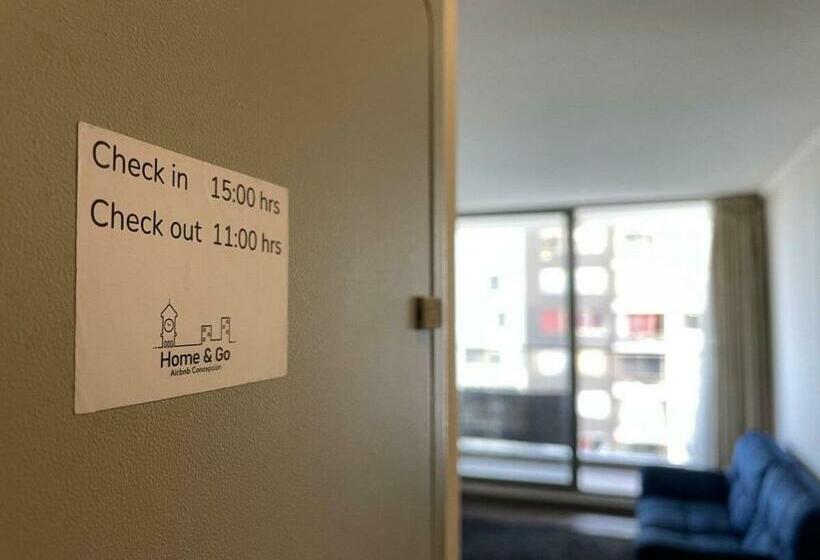 Check in 15:00 hrs
Check out 11:00 hrs
Home & Go
Airbnb Concepción